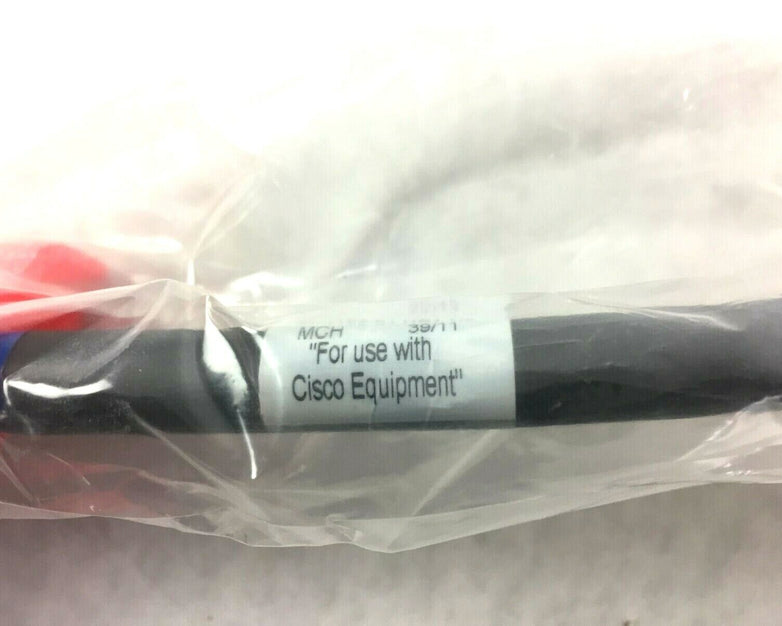 MCH 39/11
"For use with
Cisco Equipment"